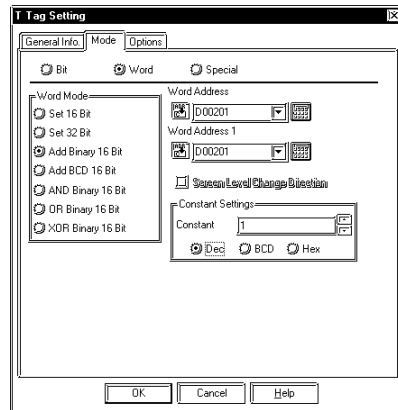 T Tag Setting
General Info. Mode Options
Bit Word Special
Word Mode
Set 16 Bit
Set 32 Bit
Add Binary 16 Bit
Add BCD 16 Bit
AND Binary 16 Bit
OR Binary 16 Bit
XOR Binary 16 Bit
Word Address
D00201
Word Address 1
D00201
Screen Level Change Direction
Constant Settings
Constant 1
Dec BCD Hex
OK Cancel Help